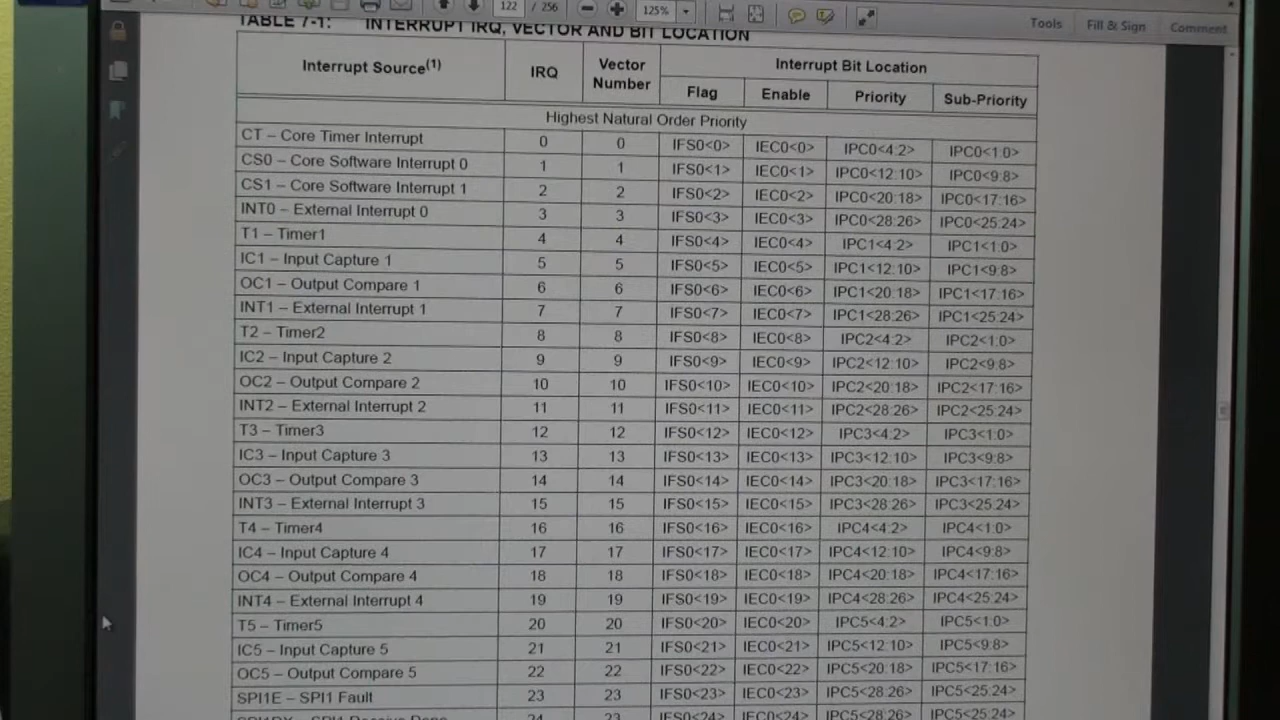 122 / 256 125% Tools Fill & Sign Comment
TABLE 7-1: INTERRUPT IRQ, VECTOR AND BIT LOCATION
Interrupt Source(1) IRQ Vector Number Interrupt Bit Location
Flag Enable Priority Sub-Priority
Highest Natural Order Priority
CT – Core Timer Interrupt 0 0 IFS0<0> IEC0<0> IPC0<4:2> IPC0<1:0>
CS0 – Core Software Interrupt 0 1 1 IFS0<1> IEC0<1> IPC0<12:10> IPC0<9:8>
CS1 – Core Software Interrupt 1 2 2 IFS0<2> IEC0<2> IPC0<20:18> IPC0<17:16>
INT0 – External Interrupt 0 3 3 IFS0<3> IEC0<3> IPC0<28:26> IPC0<25:24>
T1 – Timer1 4 4 IFS0<4> IEC0<4> IPC1<4:2> IPC1<1:0>
IC1 – Input Capture 1 5 5 IFS0<5> IEC0<5> IPC1<12:10> IPC1<9:8>
OC1 – Output Compare 1 6 6 IFS0<6> IEC0<6> IPC1<20:18> IPC1<17:16>
INT1 – External Interrupt 1 7 7 IFS0<7> IEC0<7> IPC1<28:26> IPC1<25:24>
T2 – Timer2 8 8 IFS0<8> IEC0<8> IPC2<4:2> IPC2<1:0>
IC2 – Input Capture 2 9 9 IFS0<9> IEC0<9> IPC2<12:10> IPC2<9:8>
OC2 – Output Compare 2 10 10 IFS0<10> IEC0<10> IPC2<20:18> IPC2<17:16>
INT2 – External Interrupt 2 11 11 IFS0<11> IEC0<11> IPC2<28:26> IPC2<25:24>
T3 – Timer3 12 12 IFS0<12> IEC0<12> IPC3<4:2> IPC3<1:0>
IC3 – Input Capture 3 13 13 IFS0<13> IEC0<13> IPC3<12:10> IPC3<9:8>
OC3 – Output Compare 3 14 14 IFS0<14> IEC0<14> IPC3<20:18> IPC3<17:16>
INT3 – External Interrupt 3 15 15 IFS0<15> IEC0<15> IPC3<28:26> IPC3<25:24>
T4 – Timer4 16 16 IFS0<16> IEC0<16> IPC4<4:2> IPC4<1:0>
IC4 – Input Capture 4 17 17 IFS0<17> IEC0<17> IPC4<12:10> IPC4<9:8>
OC4 – Output Compare 4 18 18 IFS0<18> IEC0<18> IPC4<20:18> IPC4<17:16>
INT4 – External Interrupt 4 19 19 IFS0<19> IEC0<19> IPC4<28:26> IPC4<25:24>
T5 – Timer5 20 20 IFS0<20> IEC0<20> IPC5<4:2> IPC5<1:0>
IC5 – Input Capture 5 21 21 IFS0<21> IEC0<21> IPC5<12:10> IPC5<9:8>
OC5 – Output Compare 5 22 22 IFS0<22> IEC0<22> IPC5<20:18> IPC5<17:16>
SPI1E – SPI1 Fault 23 23 IFS0<23> IEC0<23> IPC5<28:26> IPC5<25:24>
24 23 IFS0<24> IEC0<24> IPC5<28:26> IPC5<25:24>